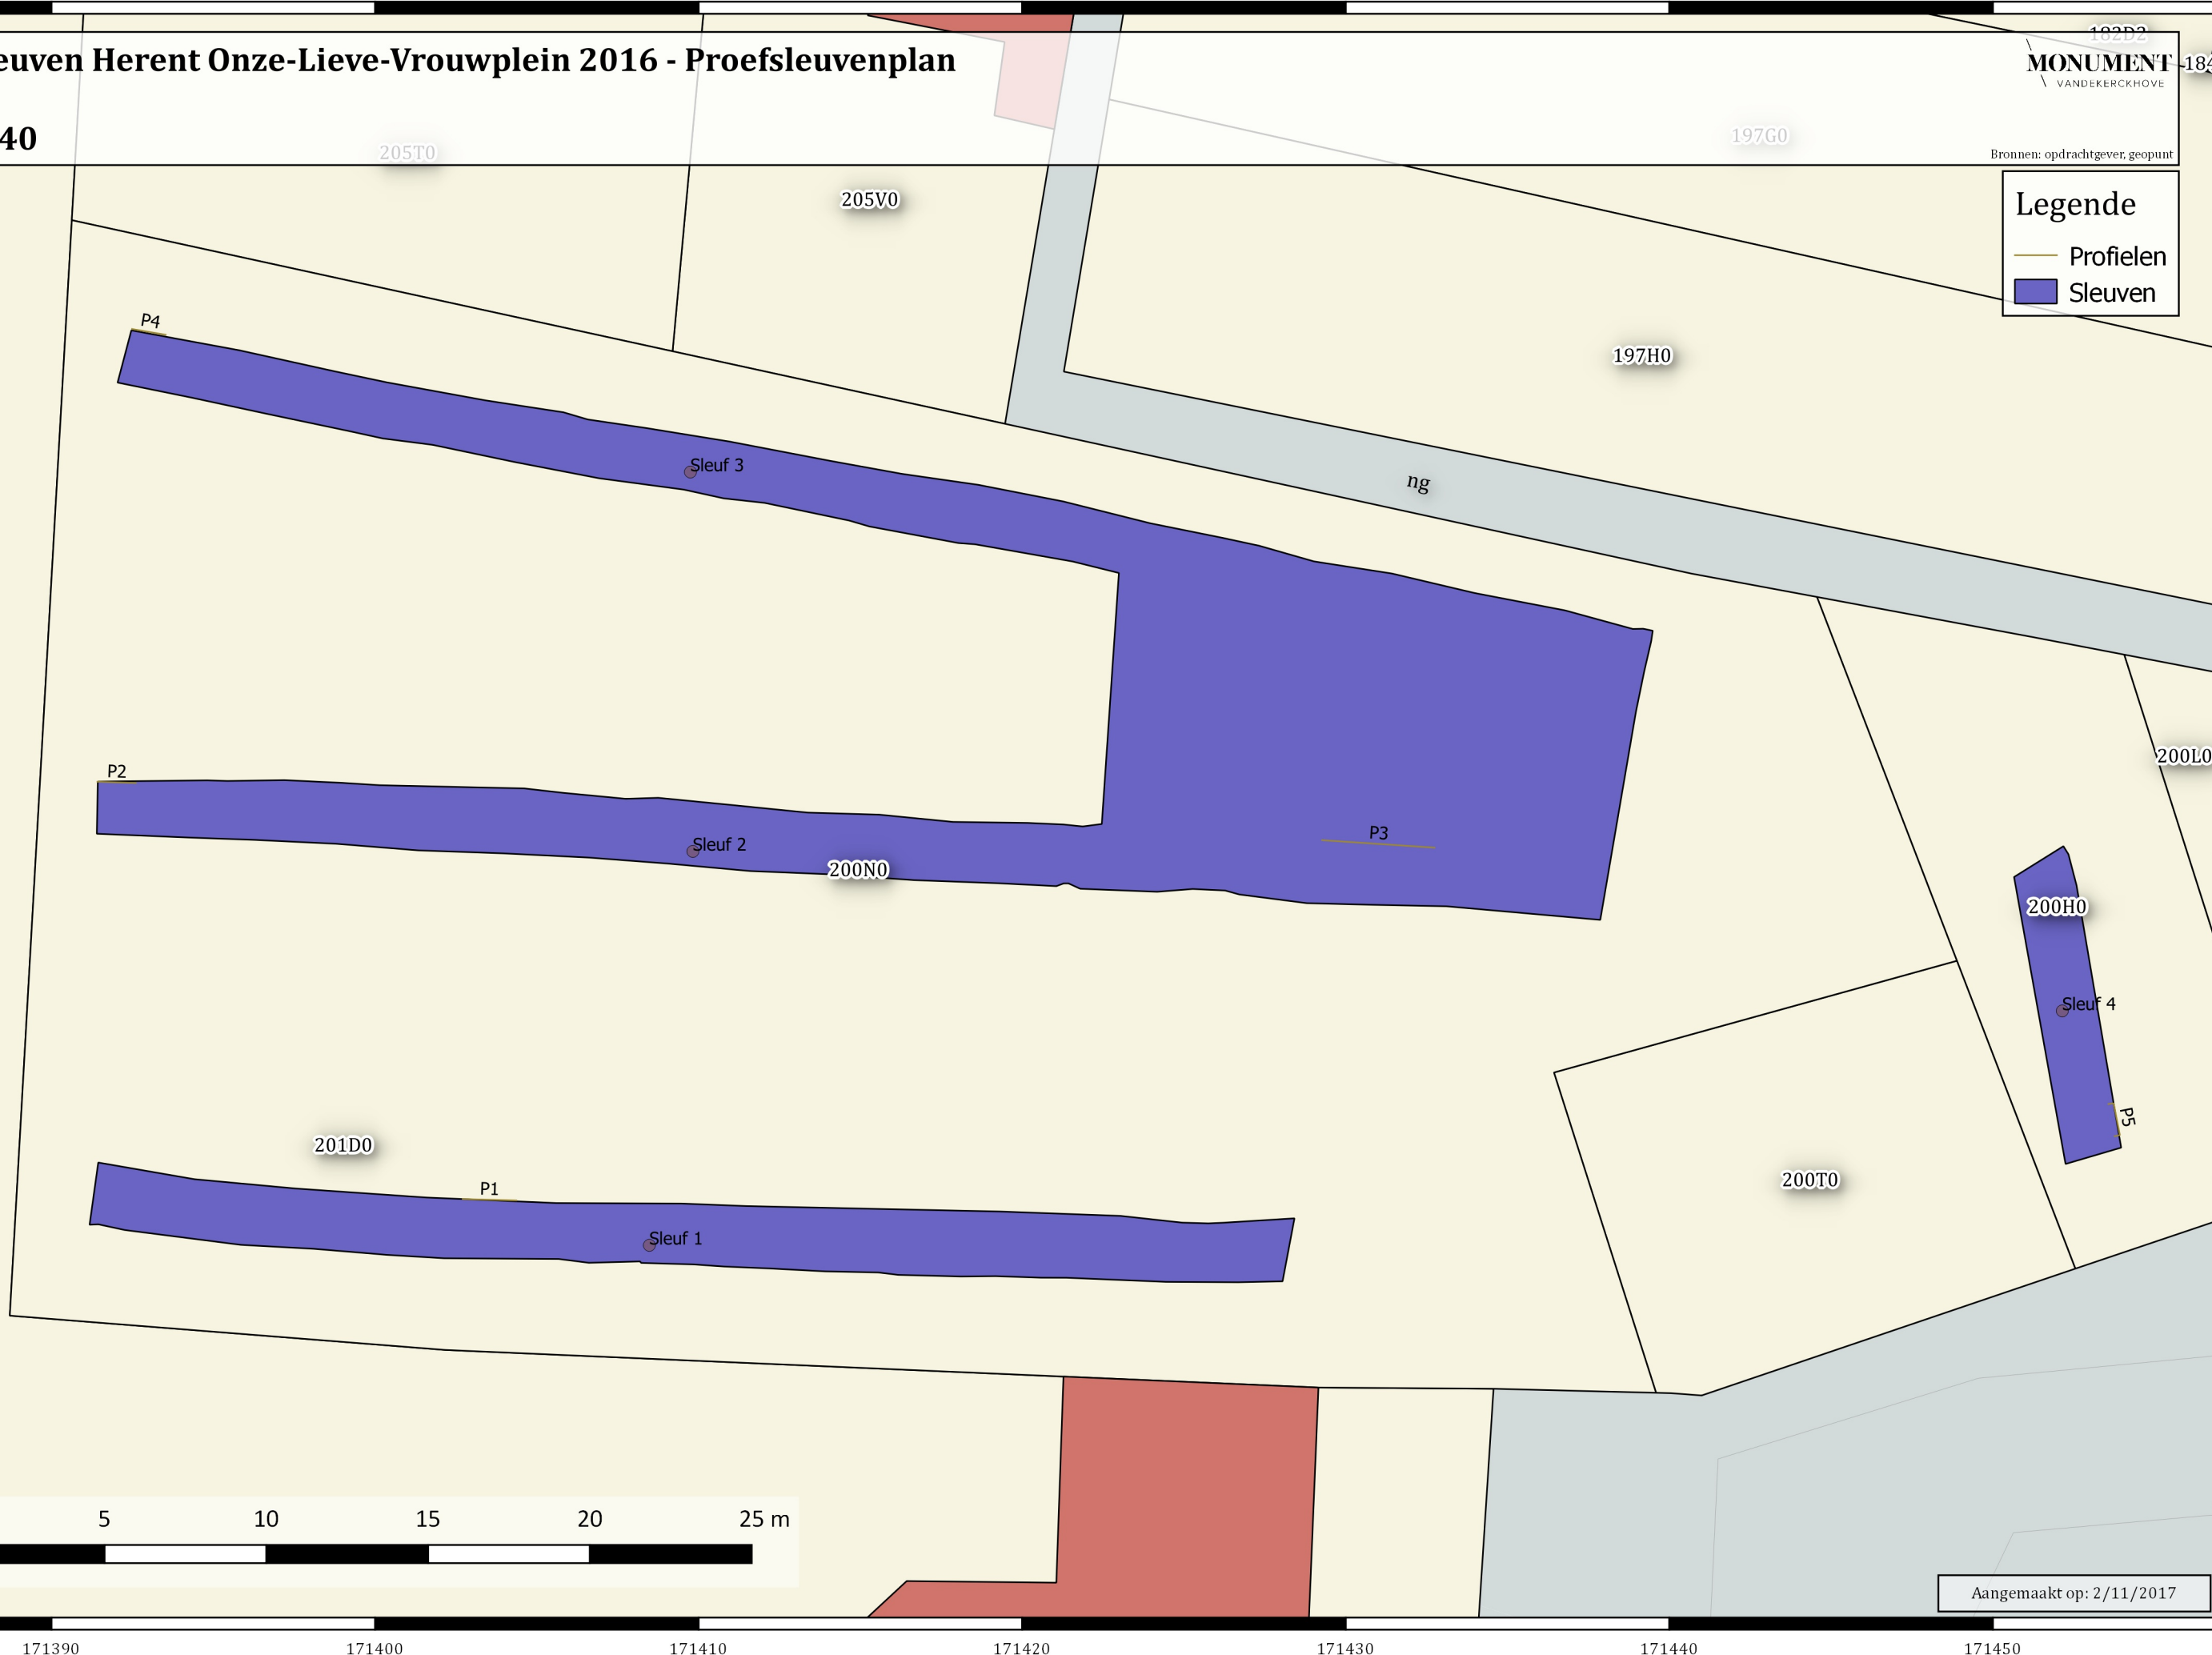 euven Herent Onze-Lieve-Vrouwplein 2016 - Proefsleuvenplan
40
182D2
MONUMENT
VANDEKERCKHOVE
184
197G0
Bronnen: opdrachtgever, geopunt
205T0
205V0
Legende
Profielen
Sleuven
P4
197H0
Sleuf 3
ng
P2
200L0
P3
Sleuf 2
200N0
200H0
Sleuf 4
P5
201D0
P1
200T0
Sleuf 1
5 10 15 20 25 m
Aangemaakt op: 2/11/2017
171390 171400 171410 171420 171430 171440 171450